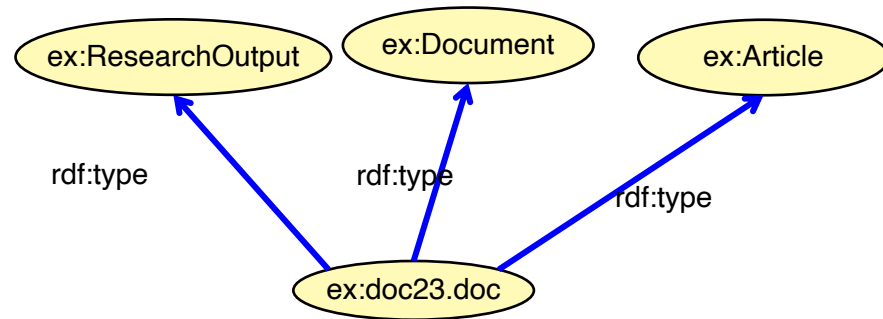 ex:ResearchOutput
ex:Document
ex:Article
rdf:type
rdf:type
rdf:type
ex:doc23.doc